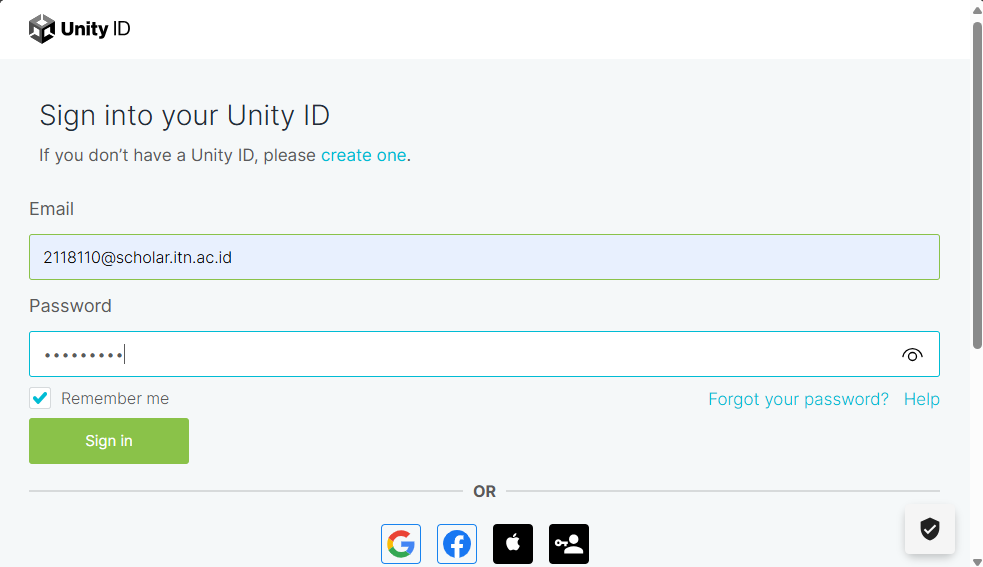 Unity ID
Sign into your Unity ID
If you don’t have a Unity ID, please create one.
Email
2118110@scholar.itn.ac.id
Password
•••••••••
Remember me
Forgot your password? Help
Sign in
OR